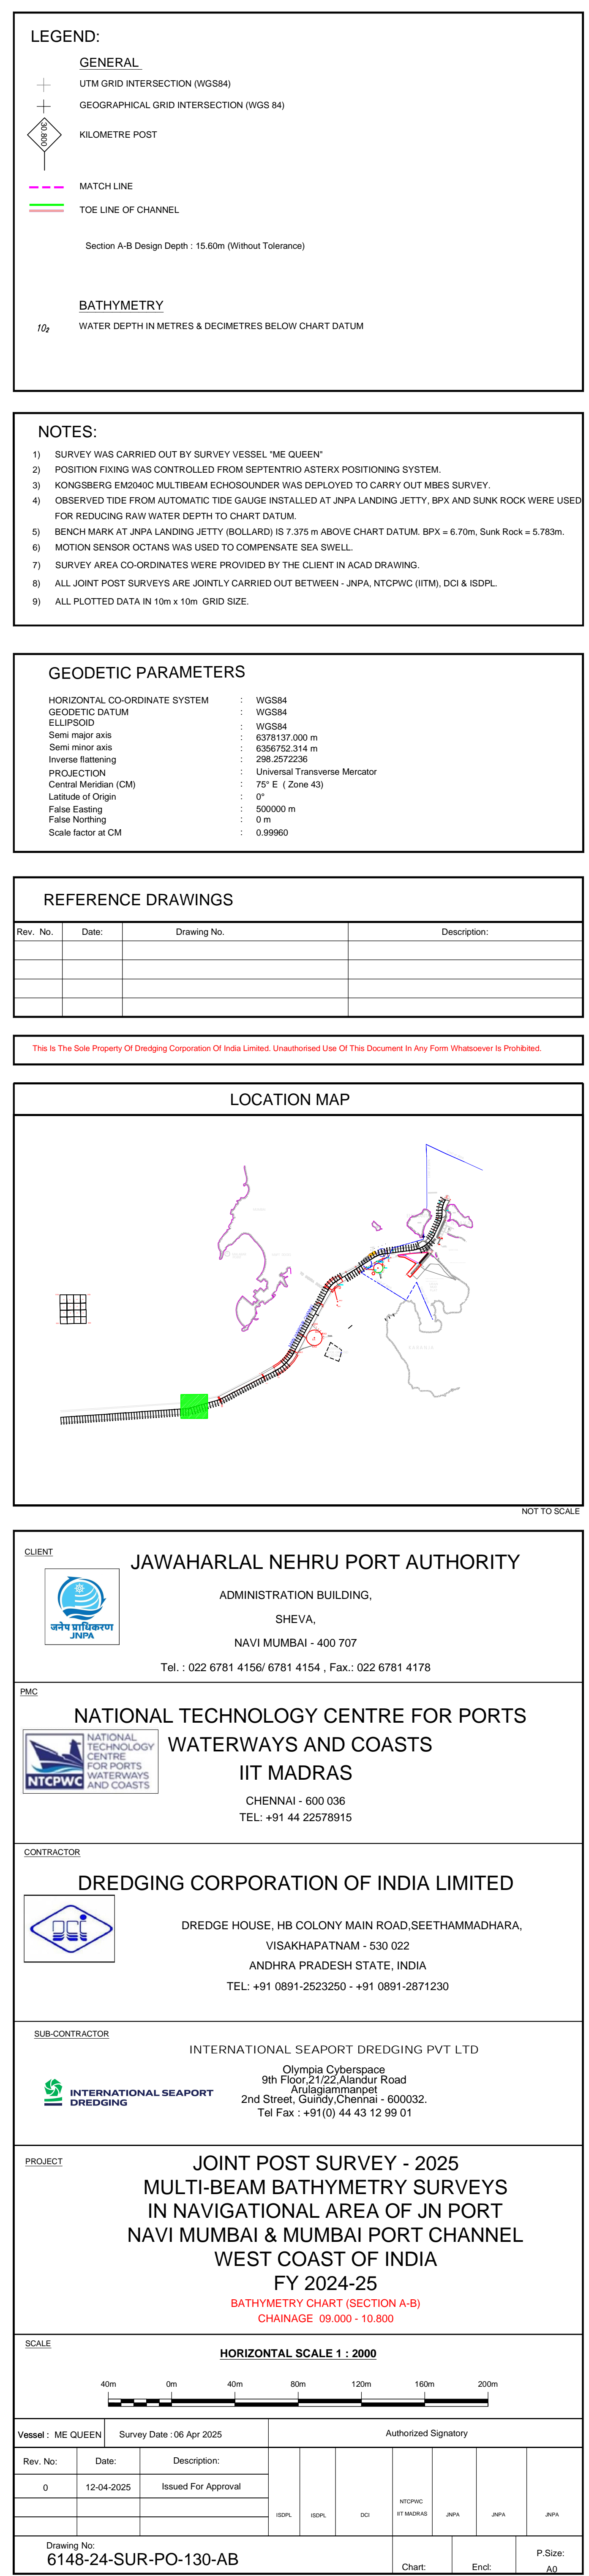 LEGEND:
GENERAL
UTM GRID INTERSECTION (WGS84)
GEOGRAPHICAL GRID INTERSECTION (WGS 84)
30.800
KILOMETRE POST
MATCH LINE
TOE LINE OF CHANNEL
Section A-B Design Depth : 15.60m (Without Tolerance)
BATHYMETRY
10₂ WATER DEPTH IN METRES & DECIMETRES BELOW CHART DATUM
NOTES:
1) SURVEY WAS CARRIED OUT BY SURVEY VESSEL "ME QUEEN"
2) POSITION FIXING WAS CONTROLLED FROM SEPTENTRIO ASTERX POSITIONING SYSTEM.
3) KONGSBERG EM2040C MULTIBEAM ECHOSOUNDER WAS DEPLOYED TO CARRY OUT MBES SURVEY.
4) OBSERVED TIDE FROM AUTOMATIC TIDE GAUGE INSTALLED AT JNPA LANDING JETTY, BPX AND SUNK ROCK WERE USED
FOR REDUCING RAW WATER DEPTH TO CHART DATUM.
5) BENCH MARK AT JNPA LANDING JETTY (BOLLARD) IS 7.375 m ABOVE CHART DATUM. BPX = 6.70m, Sunk Rock = 5.783m.
6) MOTION SENSOR OCTANS WAS USED TO COMPENSATE SEA SWELL.
7) SURVEY AREA CO-ORDINATES WERE PROVIDED BY THE CLIENT IN ACAD DRAWING.
8) ALL JOINT POST SURVEYS ARE JOINTLY CARRIED OUT BETWEEN - JNPA, NTCPWC (IITM), DCI & ISDPL.
9) ALL PLOTTED DATA IN 10m x 10m GRID SIZE.
GEODETIC PARAMETERS
HORIZONTAL CO-ORDINATE SYSTEM : WGS84
GEODETIC DATUM : WGS84
ELLIPSOID : WGS84
Semi major axis : 6378137.000 m
Semi minor axis : 6356752.314 m
Inverse flattening : 298.2572236
PROJECTION : Universal Transverse Mercator
Central Meridian (CM) : 75° E ( Zone 43)
Latitude of Origin : 0°
False Easting : 500000 m
False Northing : 0 m
Scale factor at CM : 0.99960
REFERENCE DRAWINGS
Rev. No. Date: Drawing No. Description:
This Is The Sole Property Of Dredging Corporation Of India Limited. Unauthorised Use Of This Document In Any Form Whatsoever Is Prohibited.
LOCATION MAP
NOT TO SCALE
CLIENT
JAWAHARLAL NEHRU PORT AUTHORITY
जनेप प्राधिकरण
JNPA
ADMINISTRATION BUILDING,
SHEVA,
NAVI MUMBAI - 400 707
Tel. : 022 6781 4156/ 6781 4154 , Fax.: 022 6781 4178
PMC
NATIONAL TECHNOLOGY CENTRE FOR PORTS
WATERWAYS AND COASTS
IIT MADRAS
NTCPWC
NATIONAL
TECHNOLOGY
CENTRE
FOR PORTS
WATERWAYS
AND COASTS
CHENNAI - 600 036
TEL: +91 44 22578915
CONTRACTOR
DREDGING CORPORATION OF INDIA LIMITED
DCI
DREDGE HOUSE, HB COLONY MAIN ROAD,SEETHAMMADHARA,
VISAKHAPATNAM - 530 022
ANDHRA PRADESH STATE, INDIA
TEL: +91 0891-2523250 - +91 0891-2871230
SUB-CONTRACTOR
INTERNATIONAL SEAPORT DREDGING PVT LTD
INTERNATIONAL SEAPORT
DREDGING
Olympia Cyberspace
9th Floor,21/22,Alandur Road
Arulagiammanpet
2nd Street, Guindy,Chennai - 600032.
Tel Fax : +91(0) 44 43 12 99 01
PROJECT
JOINT POST SURVEY - 2025
MULTI-BEAM BATHYMETRY SURVEYS
IN NAVIGATIONAL AREA OF JN PORT
NAVI MUMBAI & MUMBAI PORT CHANNEL
WEST COAST OF INDIA
FY 2024-25
BATHYMETRY CHART (SECTION A-B)
CHAINAGE 09.000 - 10.800
SCALE
HORIZONTAL SCALE 1 : 2000
40m 0m 40m 80m 120m 160m 200m
Vessel : ME QUEEN Survey Date : 06 Apr 2025 Authorized Signatory
Rev. No: Date: Description:
0 12-04-2025 Issued For Approval
ISDPL ISDPL DCI NTCPWC IIT MADRAS JNPA JNPA JNPA
Drawing No:
6148-24-SUR-PO-130-AB
Chart: Encl: P.Size:
A0